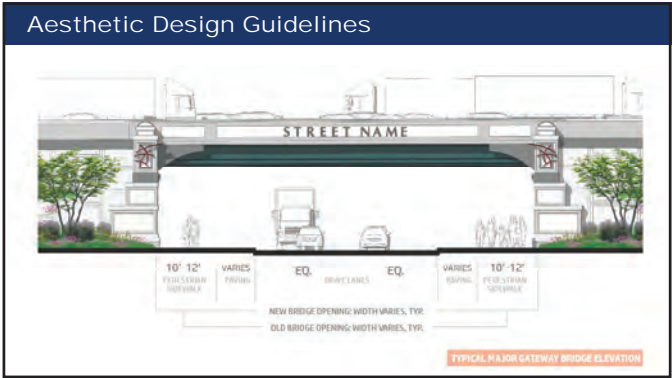 Aesthetic Design Guidelines
STREET NAME
10'-12'
PEDESTRIAN
SIDEWALK
VARIES
PAVING
EQ.
DRIVE LANES
EQ.
VARIES
PAVING
10'-12'
PEDESTRIAN
SIDEWALK
NEW BRIDGE OPENING: WIDTH VARIES, TYP.
OLD BRIDGE OPENING: WIDTH VARIES, TYP.
TYPICAL MAJOR GATEWAY BRIDGE ELEVATION